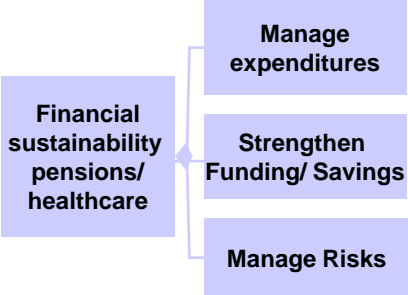 Financial
sustainability
pensions/
healthcare
Manage
expenditures
Strengthen
Funding/ Savings
Manage Risks